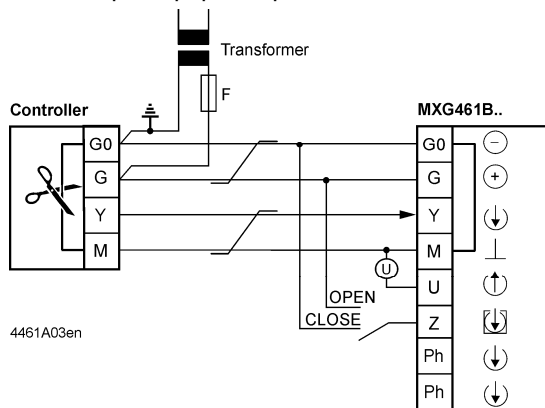 Transformer
F
Controller
MXG461B..
G0
G
Y
M
G0
G
Y
M
U
Z
Ph
Ph
U
OPEN
CLOSE
4461A03en